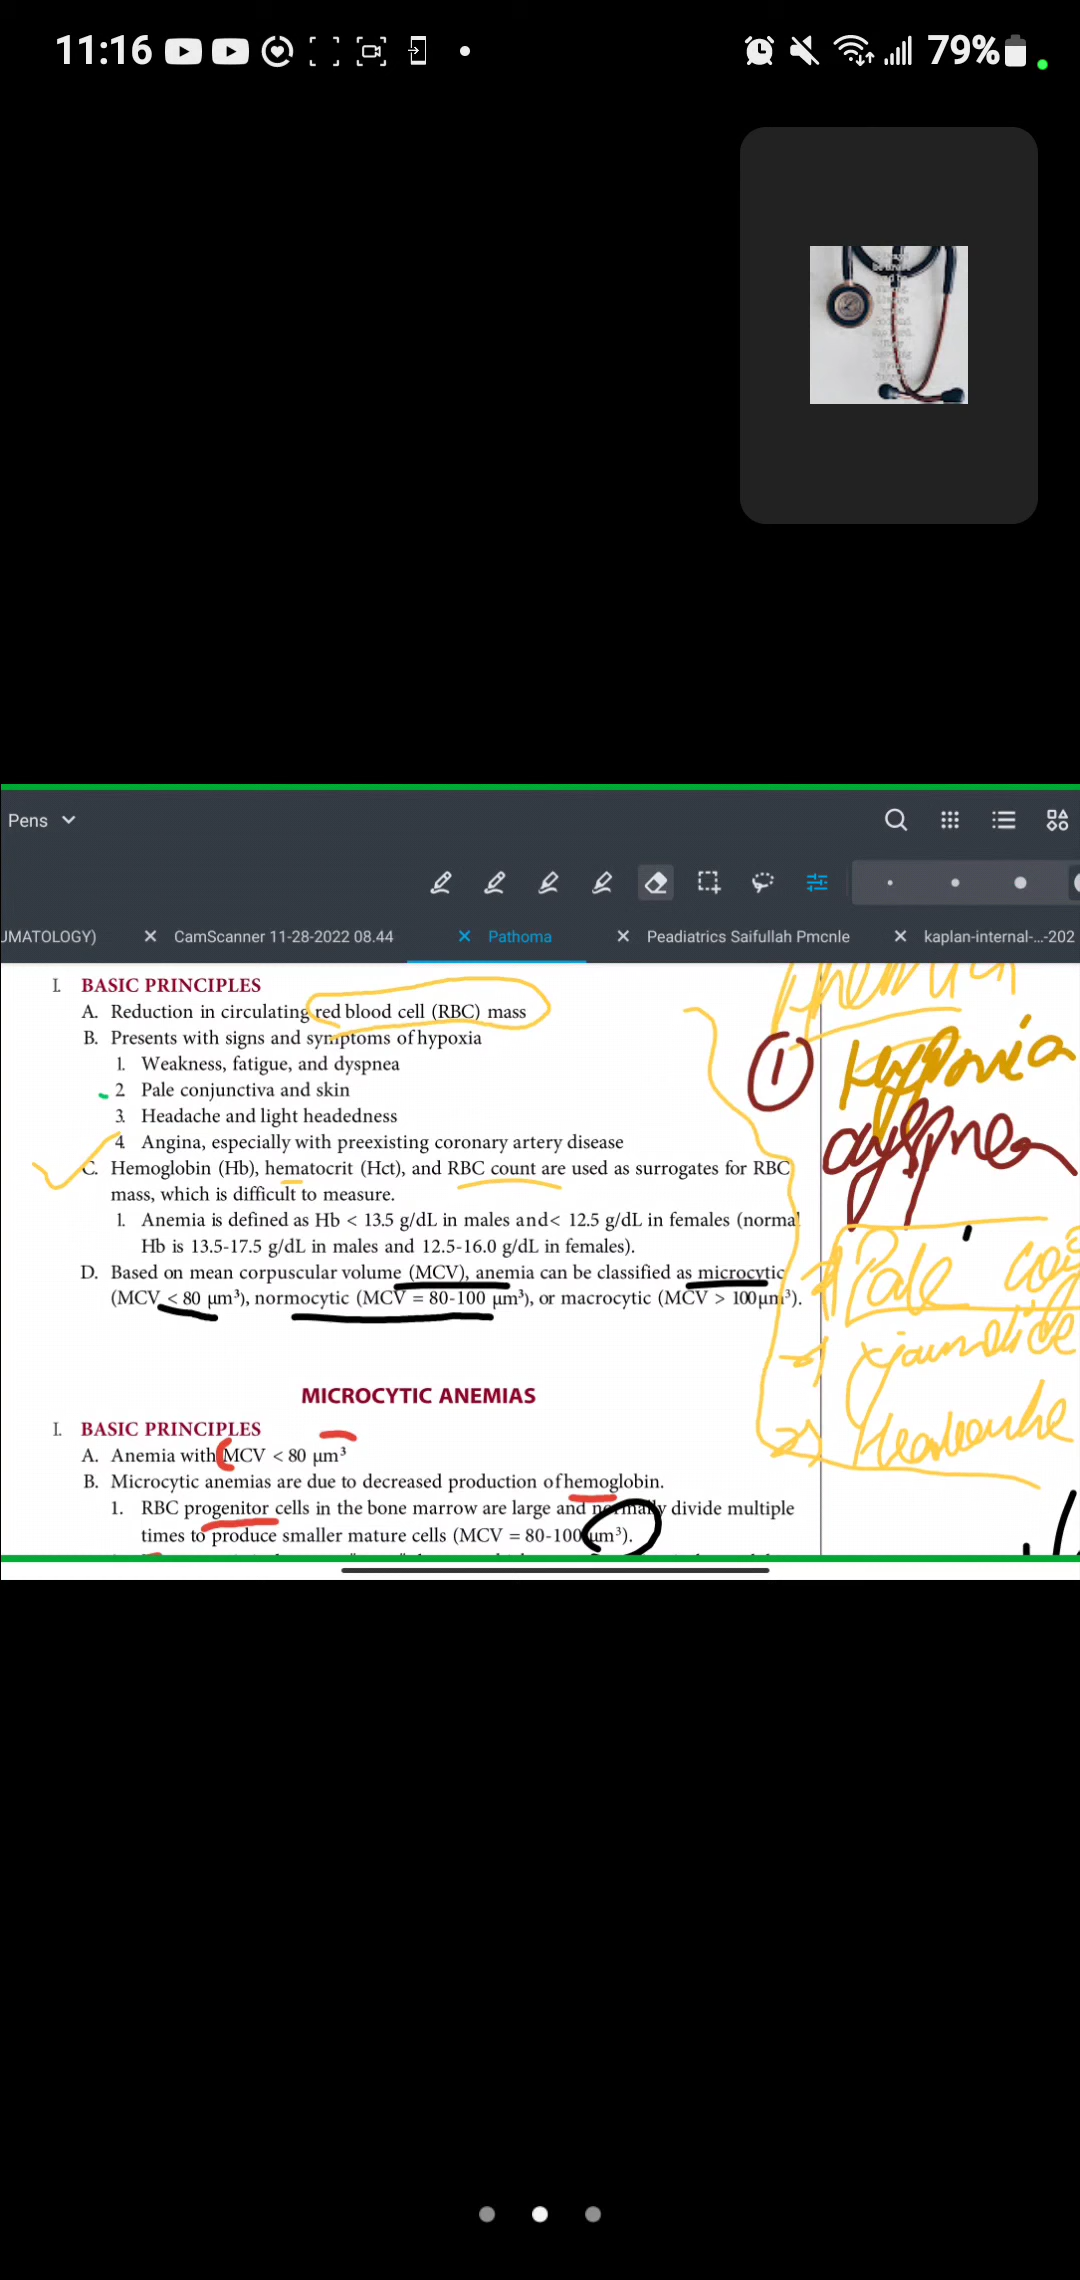 11:16
79%
Pens
UMATOLOGY)
CamScanner 11-28-2022 08.44
Pathoma
Peadiatrics Saifullah Pmcnle
kaplan-internal-...-202
I. BASIC PRINCIPLES
A. Reduction in circulating red blood cell (RBC) mass
B. Presents with signs and symptoms of hypoxia
1. Weakness, fatigue, and dyspnea
2 Pale conjunctiva and skin
3. Headache and light headedness
4 Angina, especially with preexisting coronary artery disease
C. Hemoglobin (Hb), hematocrit (Hct), and RBC count are used as surrogates for RBC
mass, which is difficult to measure.
1. Anemia is defined as Hb < 13.5 g/dL in males and< 12.5 g/dL in females (normal
Hb is 13.5-17.5 g/dL in males and 12.5-16.0 g/dL in females).
D. Based on mean corpuscular volume (MCV), anemia can be classified as microcytic
(MCV < 80 μm³), normocytic (MCV = 80-100 μm³), or macrocytic (MCV > 100μm³).
1
Hypoxia
dyspnea
Pale
jaundice
Headache
MICROCYTIC ANEMIAS
I. BASIC PRINCIPLES
A. Anemia with MCV < 80 μm³
B. Microcytic anemias are due to decreased production of hemoglobin.
1. RBC progenitor cells in the bone marrow are large and normally divide multiple
times to produce smaller mature cells (MCV = 80-100 μm³).